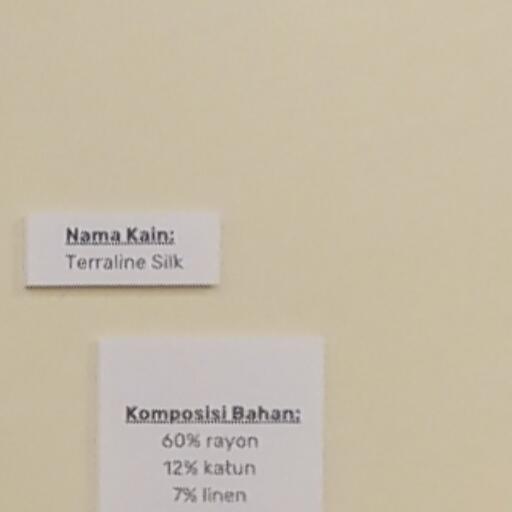 Nama Kain:
Terraline Silk
Komposisi Bahan:
60% rayon
12% katun
7% linen